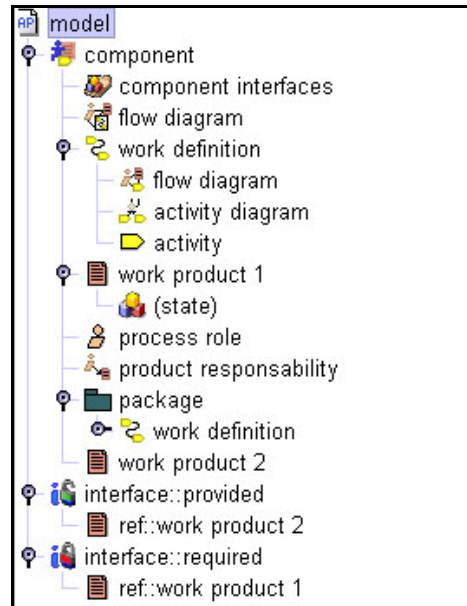 AP model
component
component interfaces
flow diagram
work definition
flow diagram
activity diagram
activity
work product 1
(state)
process role
product responsability
package
work definition
work product 2
interface::provided
ref::work product 2
interface::required
ref::work product 1